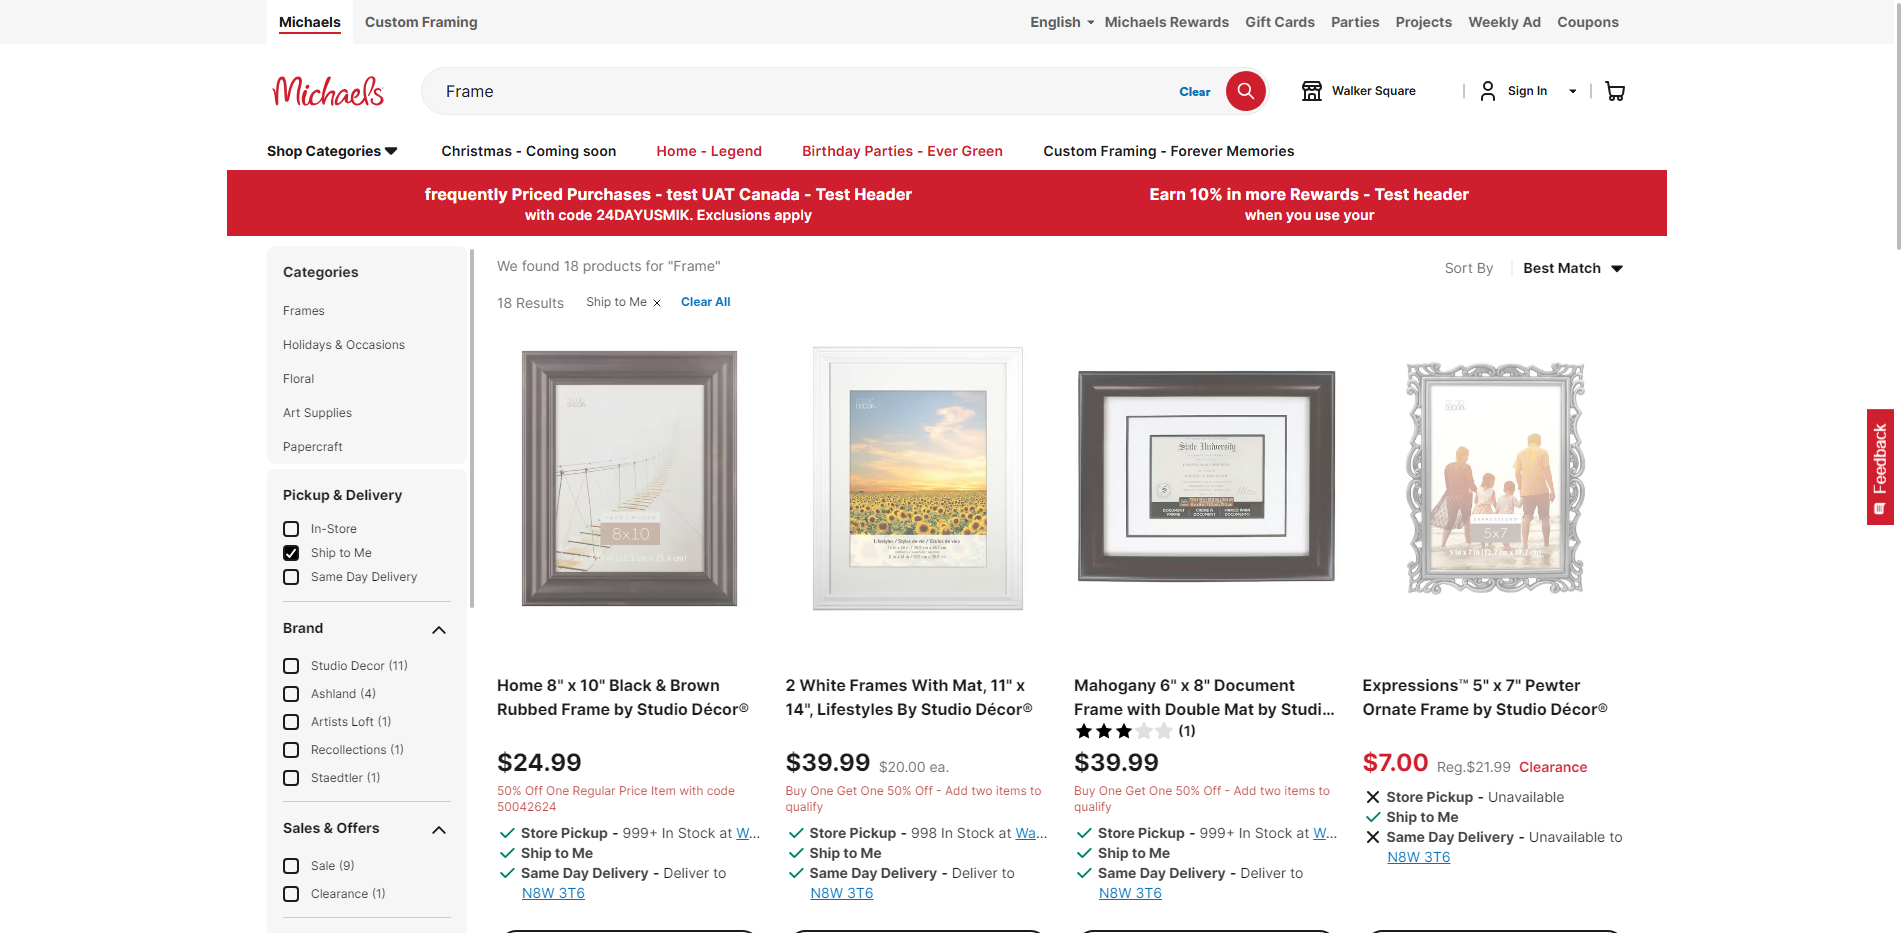 Michaels
Custom Framing
English
Michaels Rewards
Gift Cards
Parties
Projects
Weekly Ad
Coupons
Michaels
Frame
Clear
Walker Square
Sign In
Shop Categories
Christmas - Coming soon
Home - Legend
Birthday Parties - Ever Green
Custom Framing - Forever Memories
frequently Priced Purchases - test UAT Canada - Test Header
with code 24DAYUSMIK. Exclusions apply
Earn 10% in more Rewards - Test header
when you use your
Categories
Frames
Holidays & Occasions
Floral
Art Supplies
Papercraft
Pickup & Delivery
In-Store
Ship to Me
Same Day Delivery
Brand
Studio Decor (11)
Ashland (4)
Artists Loft (1)
Recollections (1)
Staedtler (1)
Sales & Offers
Sale (9)
Clearance (1)
We found 18 products for "Frame"
Sort By
Best Match
18 Results
Ship to Me
Clear All
8x10
Home 8" x 10" Black & Brown
Rubbed Frame by Studio Décor®
$24.99
50% Off One Regular Price Item with code
50042624
Store Pickup - 999+ In Stock at W...
Ship to Me
Same Day Delivery - Deliver to
N8W 3T6
Lifestyles / Styles de vie / Estilos de vida
2 White Frames With Mat, 11" x
14", Lifestyles By Studio Décor®
$39.99 $20.00 ea.
Buy One Get One 50% Off - Add two items to
qualify
Store Pickup - 998 In Stock at Wa...
Ship to Me
Same Day Delivery - Deliver to
N8W 3T6
State University
Mahogany 6" x 8" Document
Frame with Double Mat by Studi...
(1)
$39.99
Buy One Get One 50% Off - Add two items to
qualify
Store Pickup - 999+ In Stock at W...
Ship to Me
Same Day Delivery - Deliver to
N8W 3T6
EXPRESSIONS
5x7
Expressions™ 5" x 7" Pewter
Ornate Frame by Studio Décor®
$7.00 Reg.$21.99 Clearance
Store Pickup - Unavailable
Ship to Me
Same Day Delivery - Unavailable to
N8W 3T6
Feedback